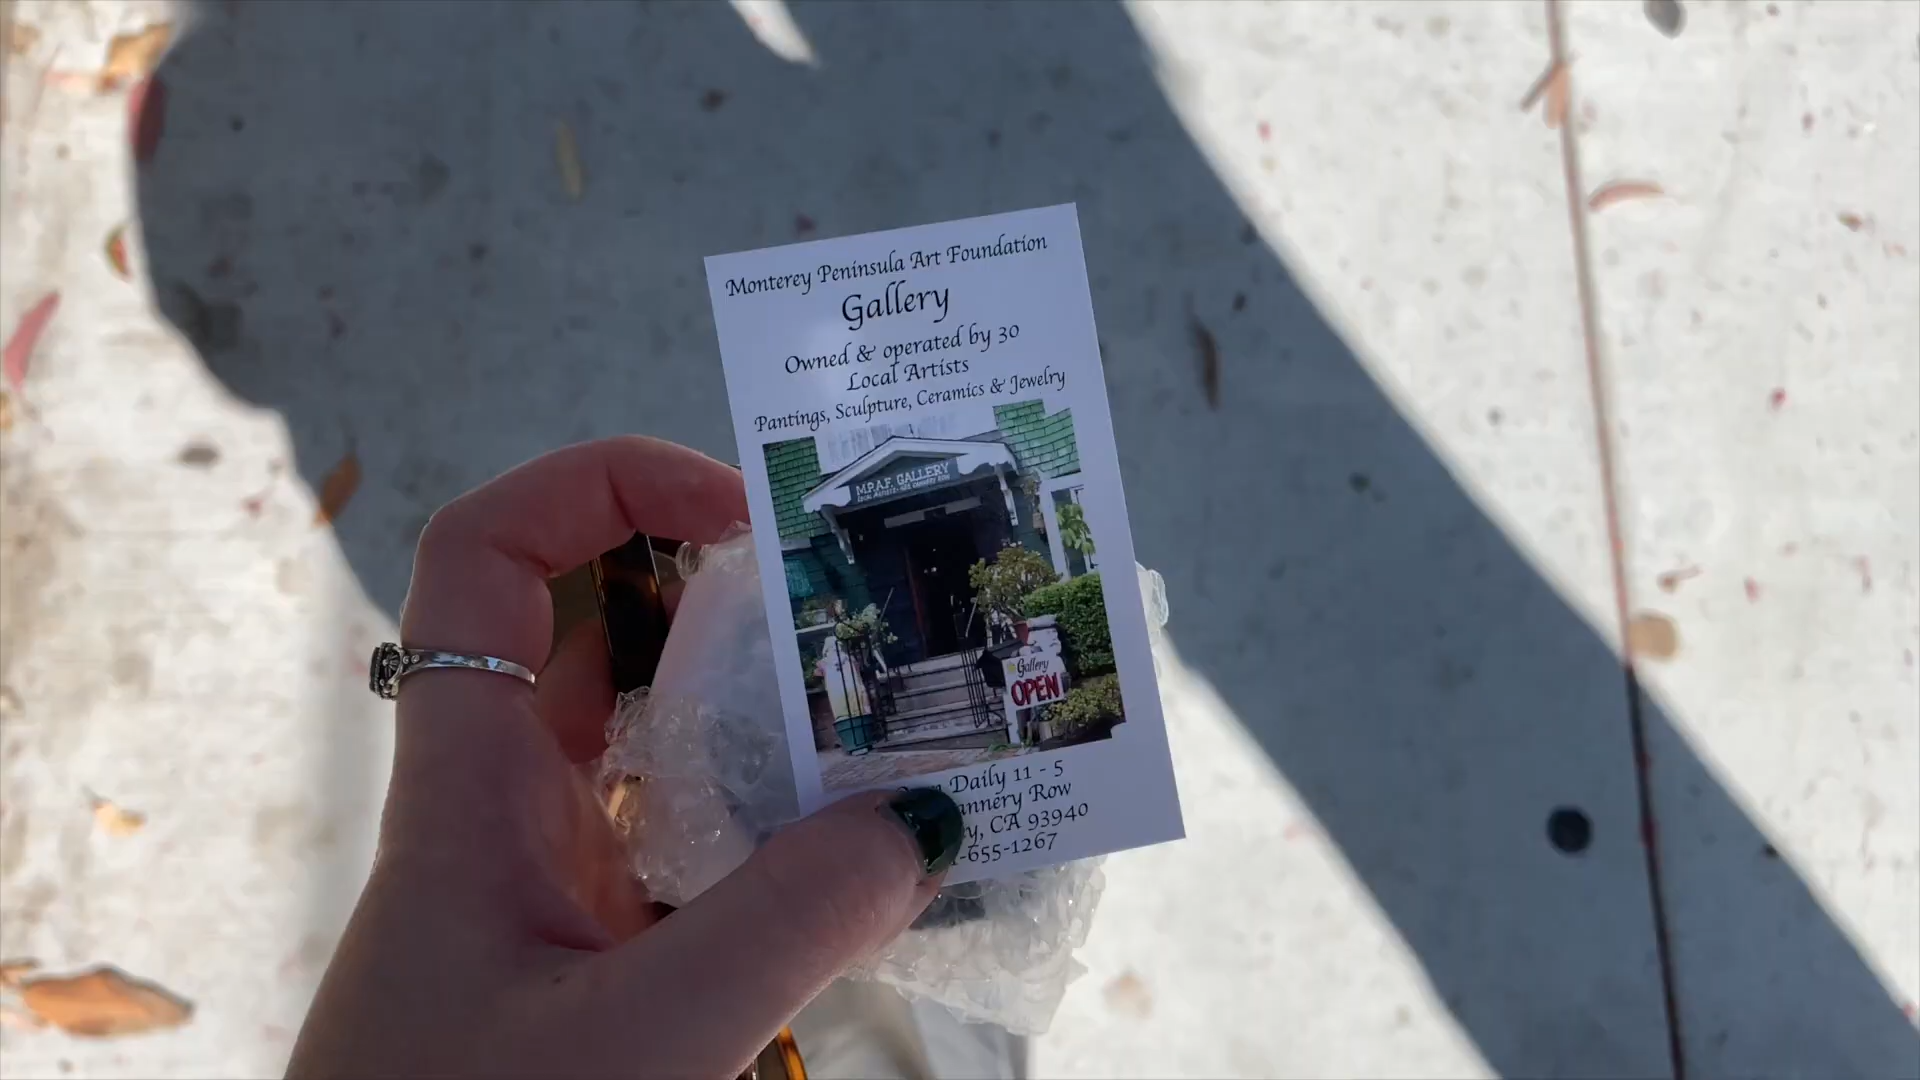 Monterey Peninsula Art Foundation
Gallery
Owned & operated by 30
Local Artists
Pantings, Sculpture, Ceramics & Jewelry
M.P.A.F. GALLERY
Gallery
OPEN
Daily 11 - 5
Row
CA 93940
-655-1267